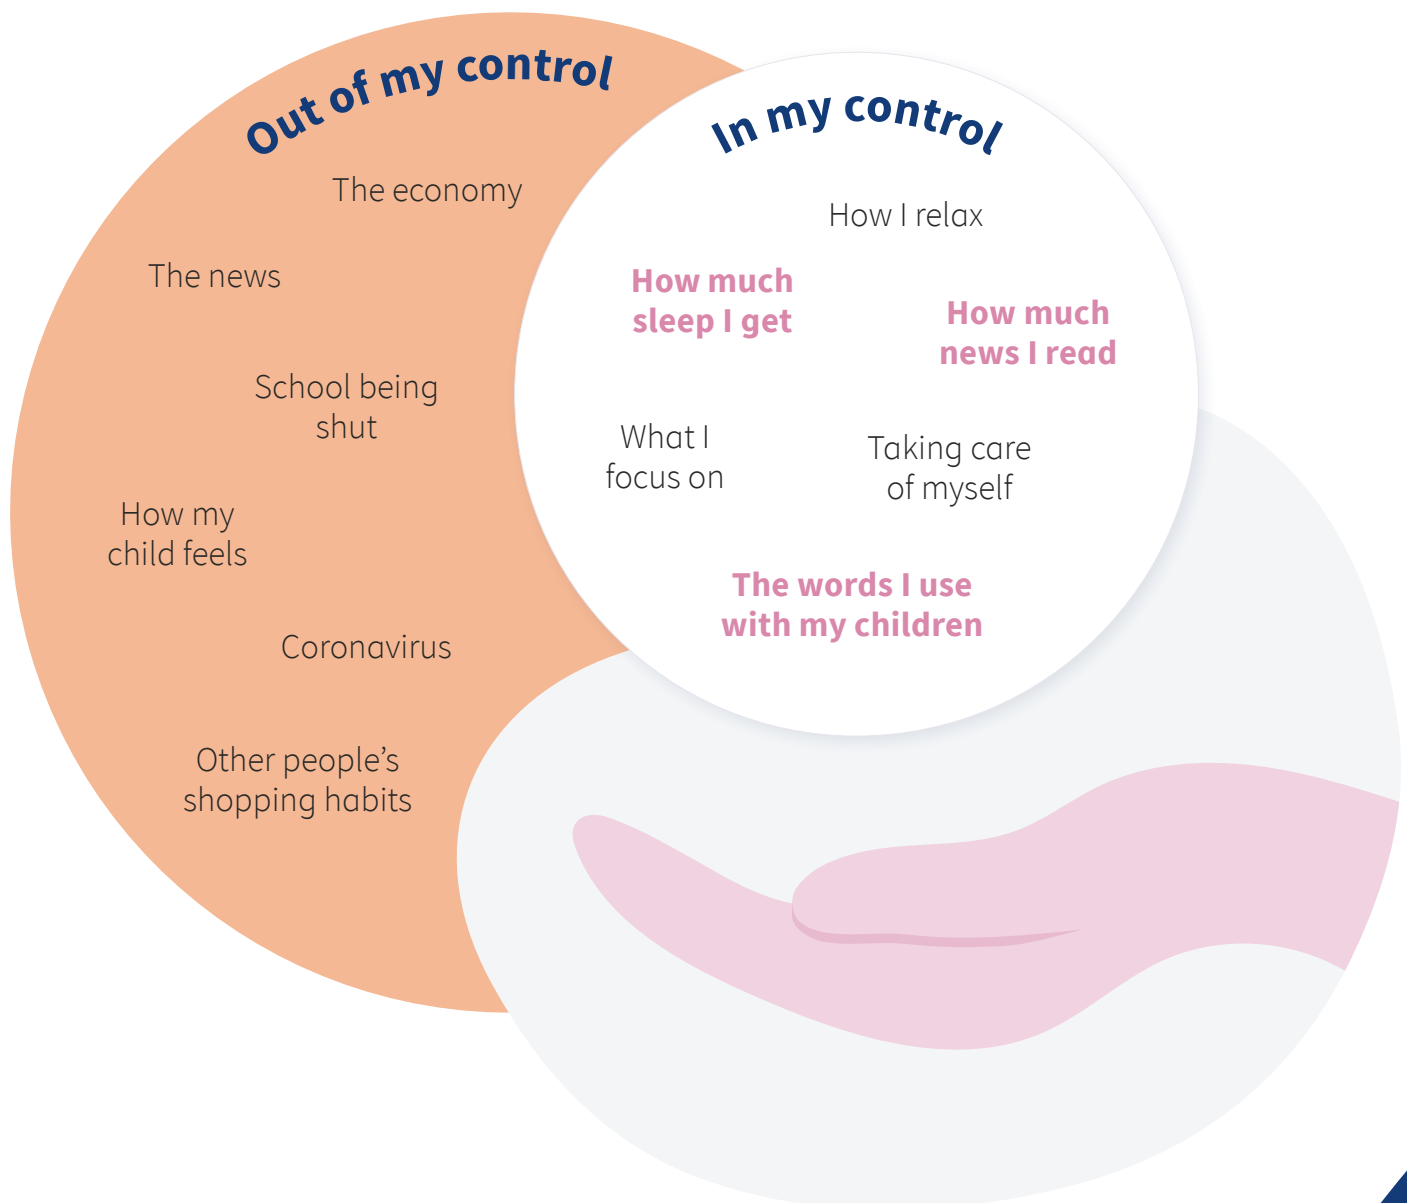 Out of my control
The economy
The news
School being
shut
How my
child feels
Coronavirus
Other people’s
shopping habits
In my control
How I relax
How much
sleep I get
How much
news I read
What I
focus on
Taking care
of myself
The words I use
with my children